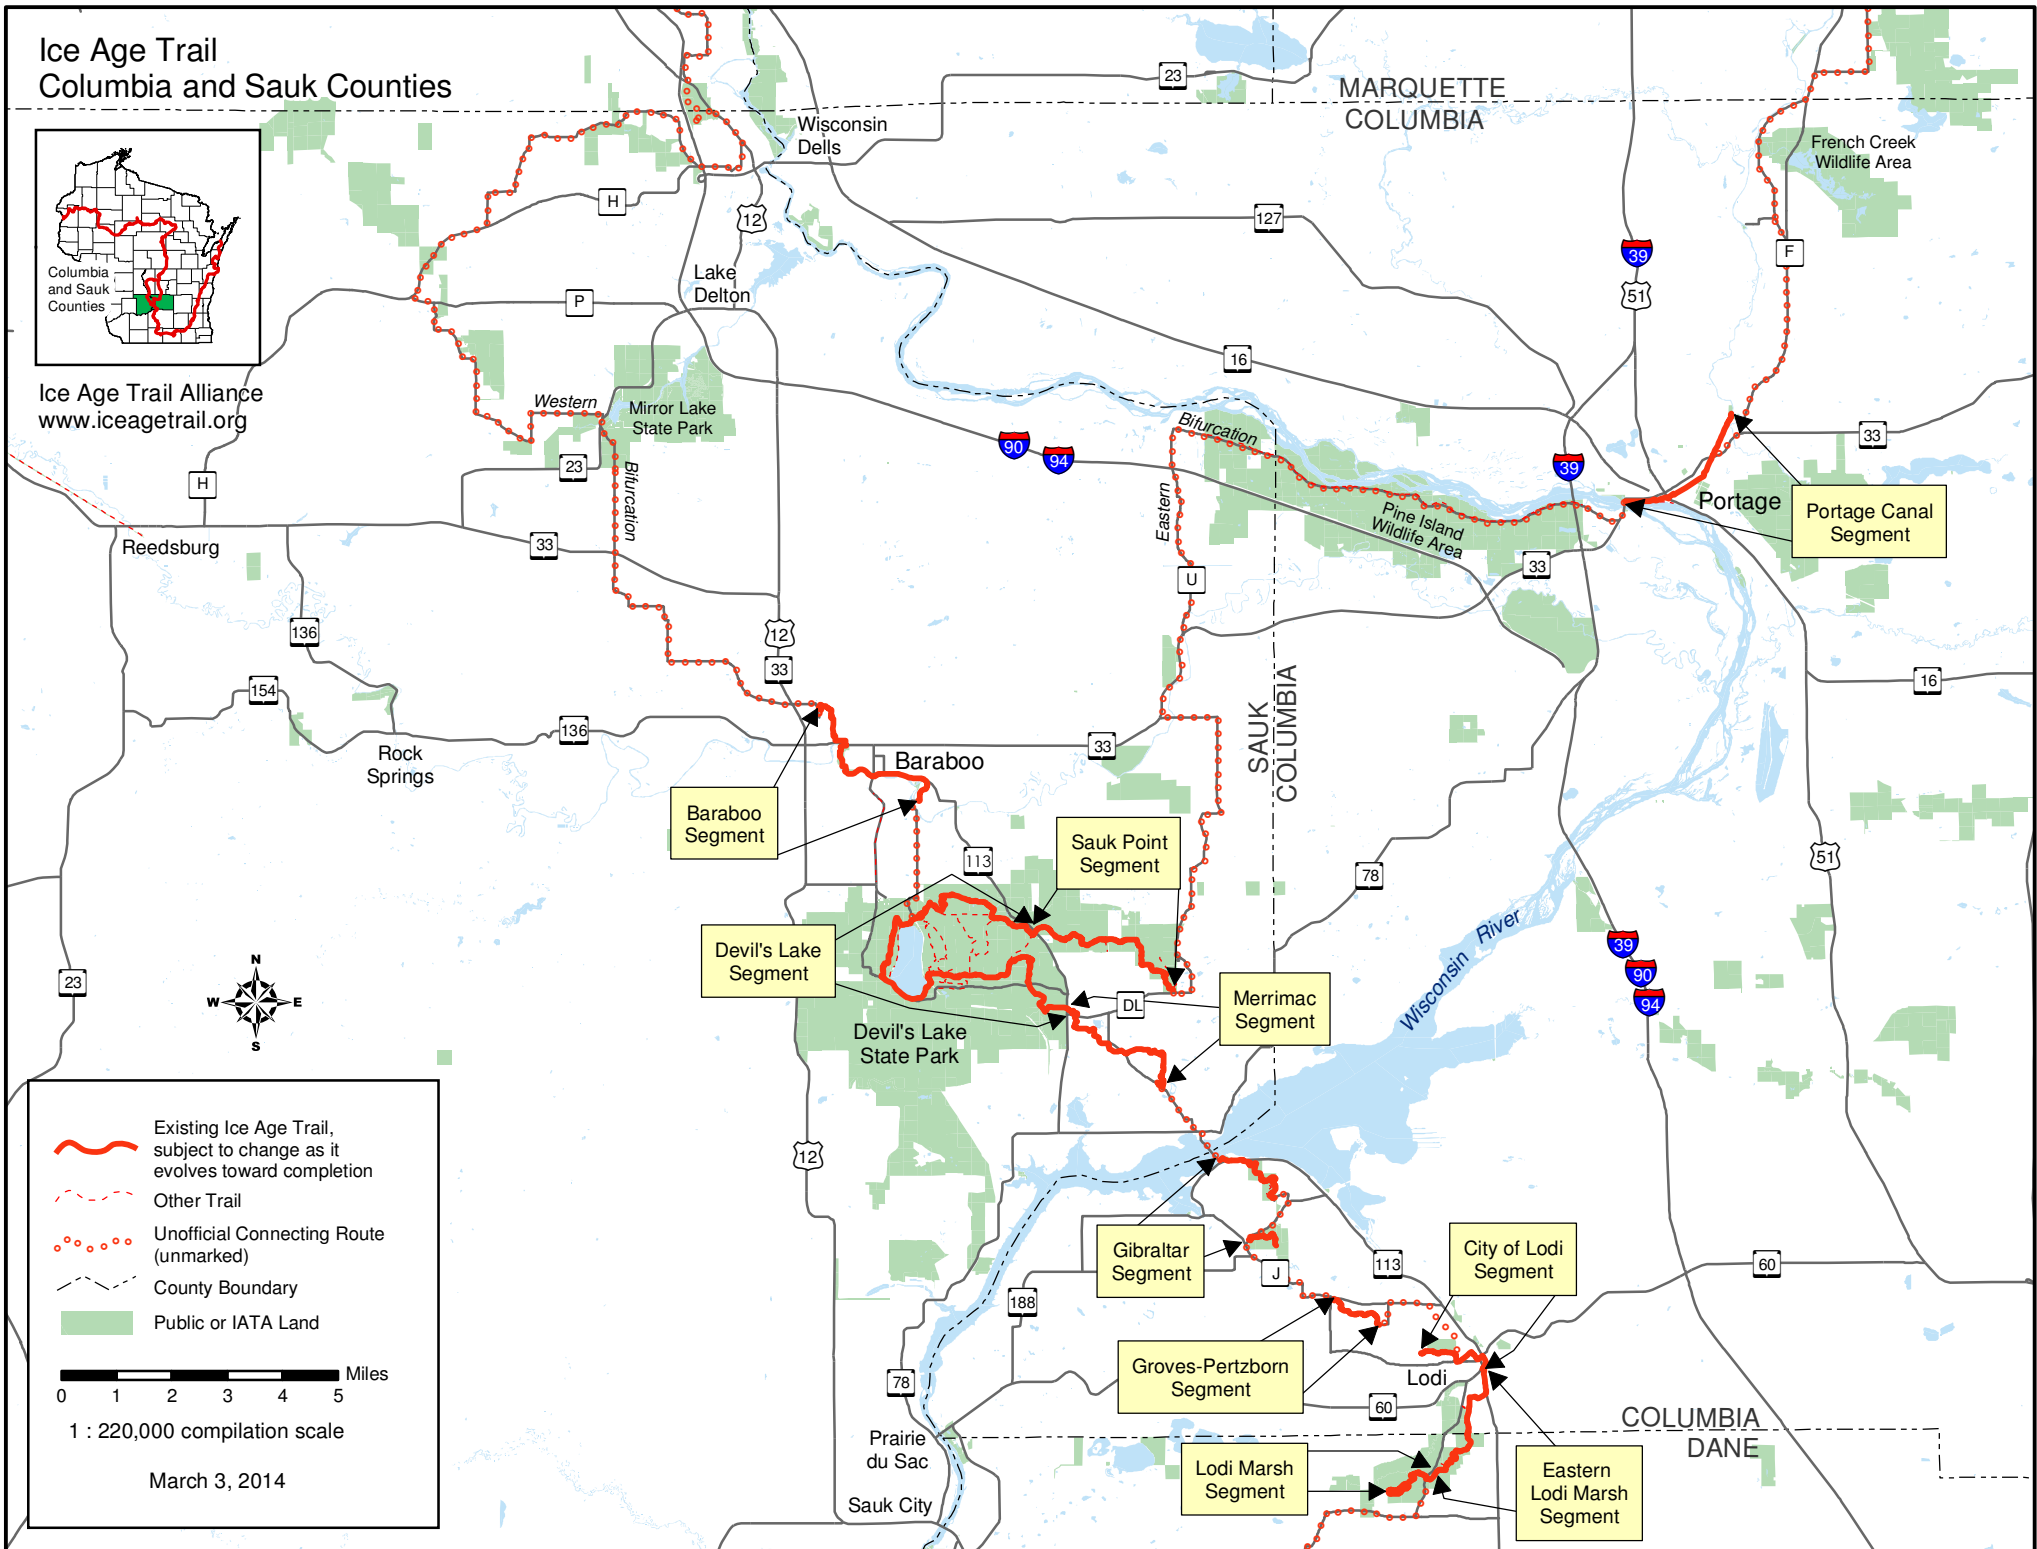 Ice Age Trail
Columbia and Sauk Counties
Columbia
and Sauk
Counties
Ice Age Trail Alliance
www.iceagetrail.org
23
MARQUETTE
COLUMBIA
Wisconsin
Dells
French Creek
Wildlife Area
H
12
127
39
51
F
Lake
Delton
P
16
Western
Mirror Lake
State Park
23
Bifurcation
90
94
Bifurcation
Eastern
39
33
Portage
Portage Canal
Segment
Pine Island
Wildlife Area
33
H
Reedsburg
33
U
136
12
33
154
136
Rock
Springs
SAUK
COLUMBIA
16
33
Baraboo
Baraboo
Segment
Sauk Point
Segment
113
78
51
Devil's Lake
Segment
Wisconsin River
39
90
94
23
N
W
E
S
DL
Merrimac
Segment
Devil's Lake
State Park
12
Gibraltar
Segment
City of Lodi
Segment
113
60
J
188
Groves-Pertzborn
Segment
Lodi
78
60
COLUMBIA
DANE
Prairie
du Sac
Sauk City
Lodi Marsh
Segment
Eastern
Lodi Marsh
Segment
Existing Ice Age Trail,
subject to change as it
evolves toward completion
Other Trail
Unofficial Connecting Route
(unmarked)
County Boundary
Public or IATA Land
Miles
0 1 2 3 4 5
1 : 220,000 compilation scale
March 3, 2014